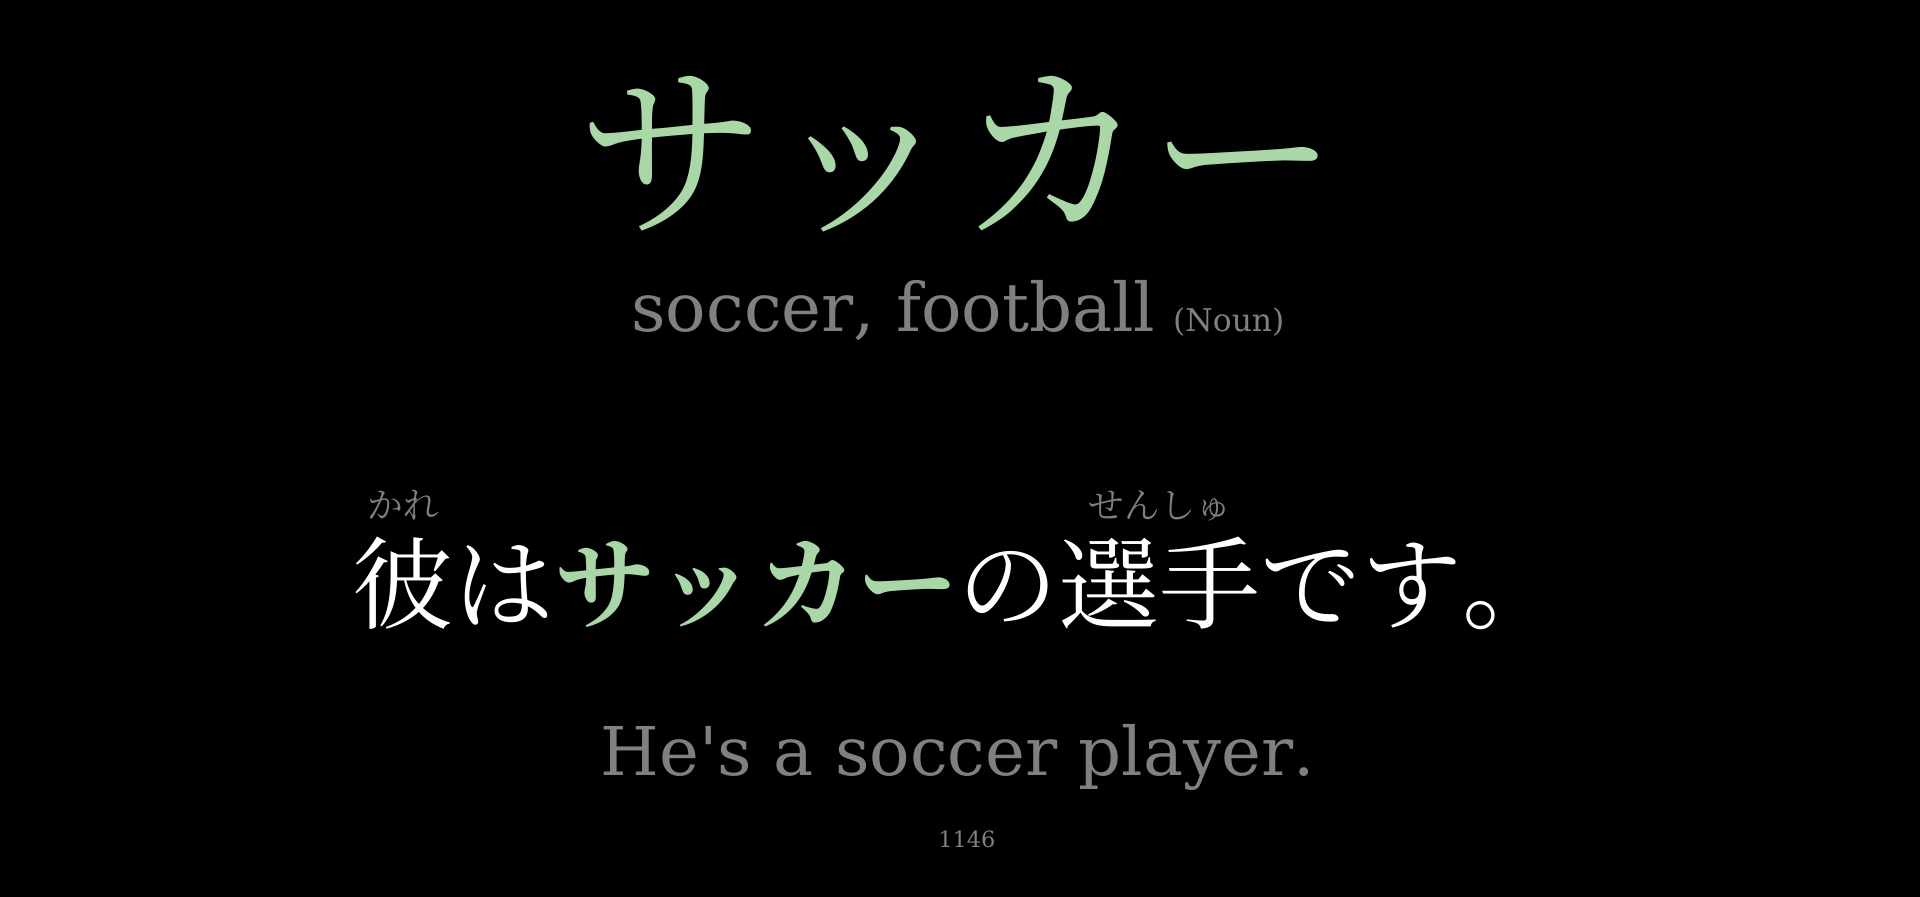 サッカー
soccer, football (Noun)
かれ せんしゅ
彼はサッカーの選手です。
He's a soccer player.
1146